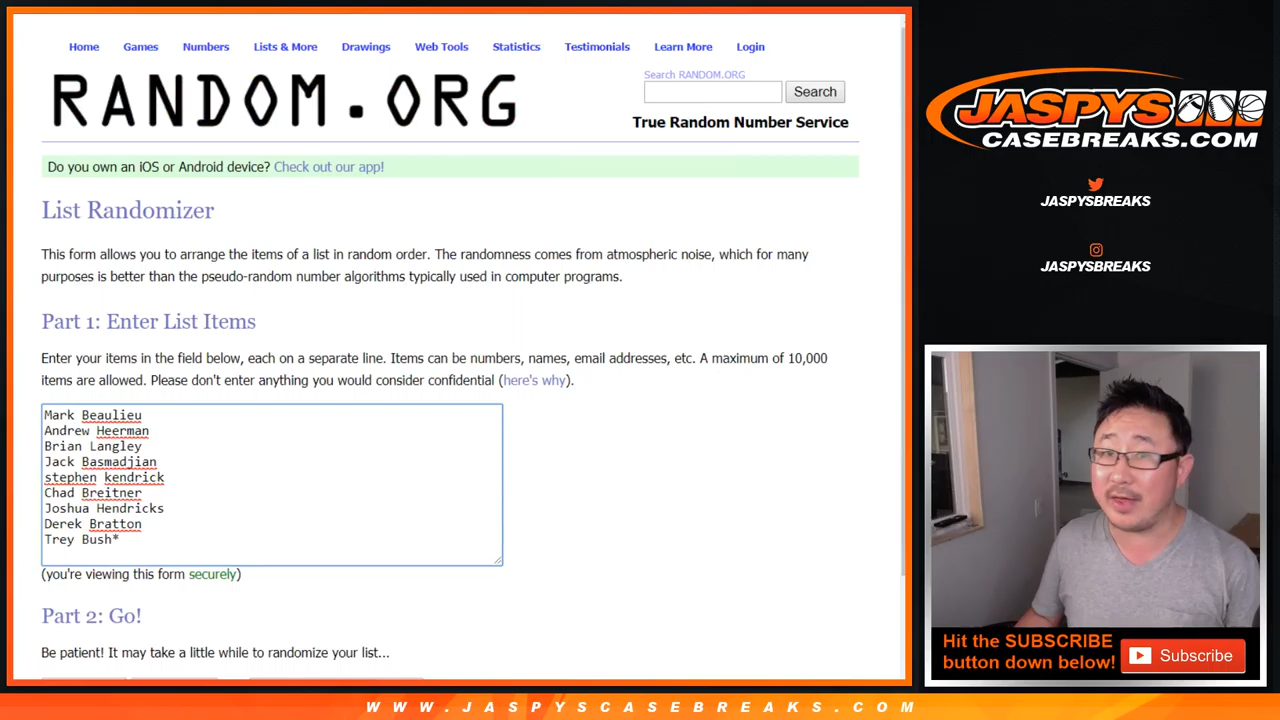 Home Games Numbers Lists & More Drawings Web Tools Statistics Testimonials Learn More Login
RANDOM.ORG
Search RANDOM.ORG
Search
True Random Number Service
Do you own an iOS or Android device? Check out our app!
List Randomizer
This form allows you to arrange the items of a list in random order. The randomness comes from atmospheric noise, which for many
purposes is better than the pseudo-random number algorithms typically used in computer programs.
Part 1: Enter List Items
Enter your items in the field below, each on a separate line. Items can be numbers, names, email addresses, etc. A maximum of 10,000
items are allowed. Please don't enter anything you would consider confidential (here's why).
Mark Beaulieu
Andrew Heerman
Brian Langley
Jack Basmadjian
stephen kendrick
Chad Breitner
Joshua Hendricks
Derek Bratton
Trey Bush*
(you're viewing this form securely)
Part 2: Go!
Be patient! It may take a little while to randomize your list...
JASPYS
CASEBREAKS.COM
JASPYSBREAKS
JASPYSBREAKS
Hit the SUBSCRIBE
button down below!
Subscribe
WWW.JASPYSCASEBREAKS.COM